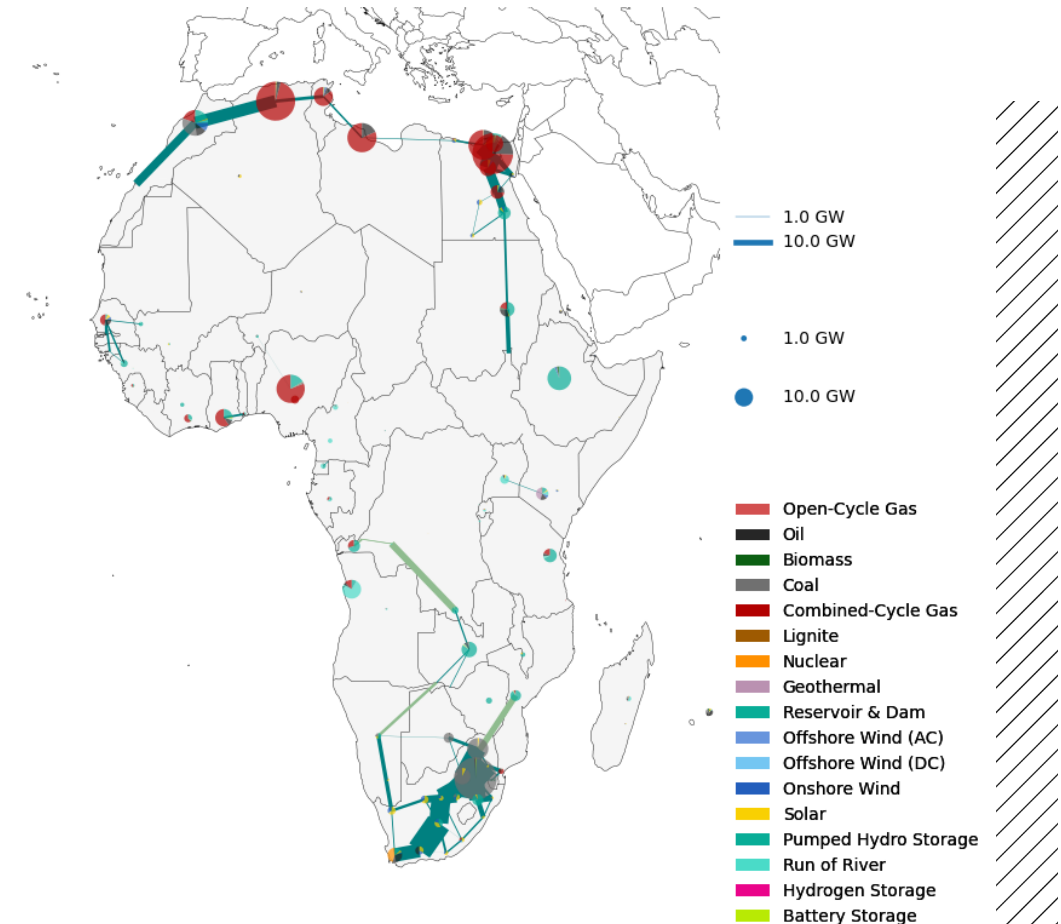 1.0 GW
10.0 GW
1.0 GW
10.0 GW
Open-Cycle Gas
Oil
Biomass
Coal
Combined-Cycle Gas
Lignite
Nuclear
Geothermal
Reservoir & Dam
Offshore Wind (AC)
Offshore Wind (DC)
Onshore Wind
Solar
Pumped Hydro Storage
Run of River
Hydrogen Storage
Battery Storage